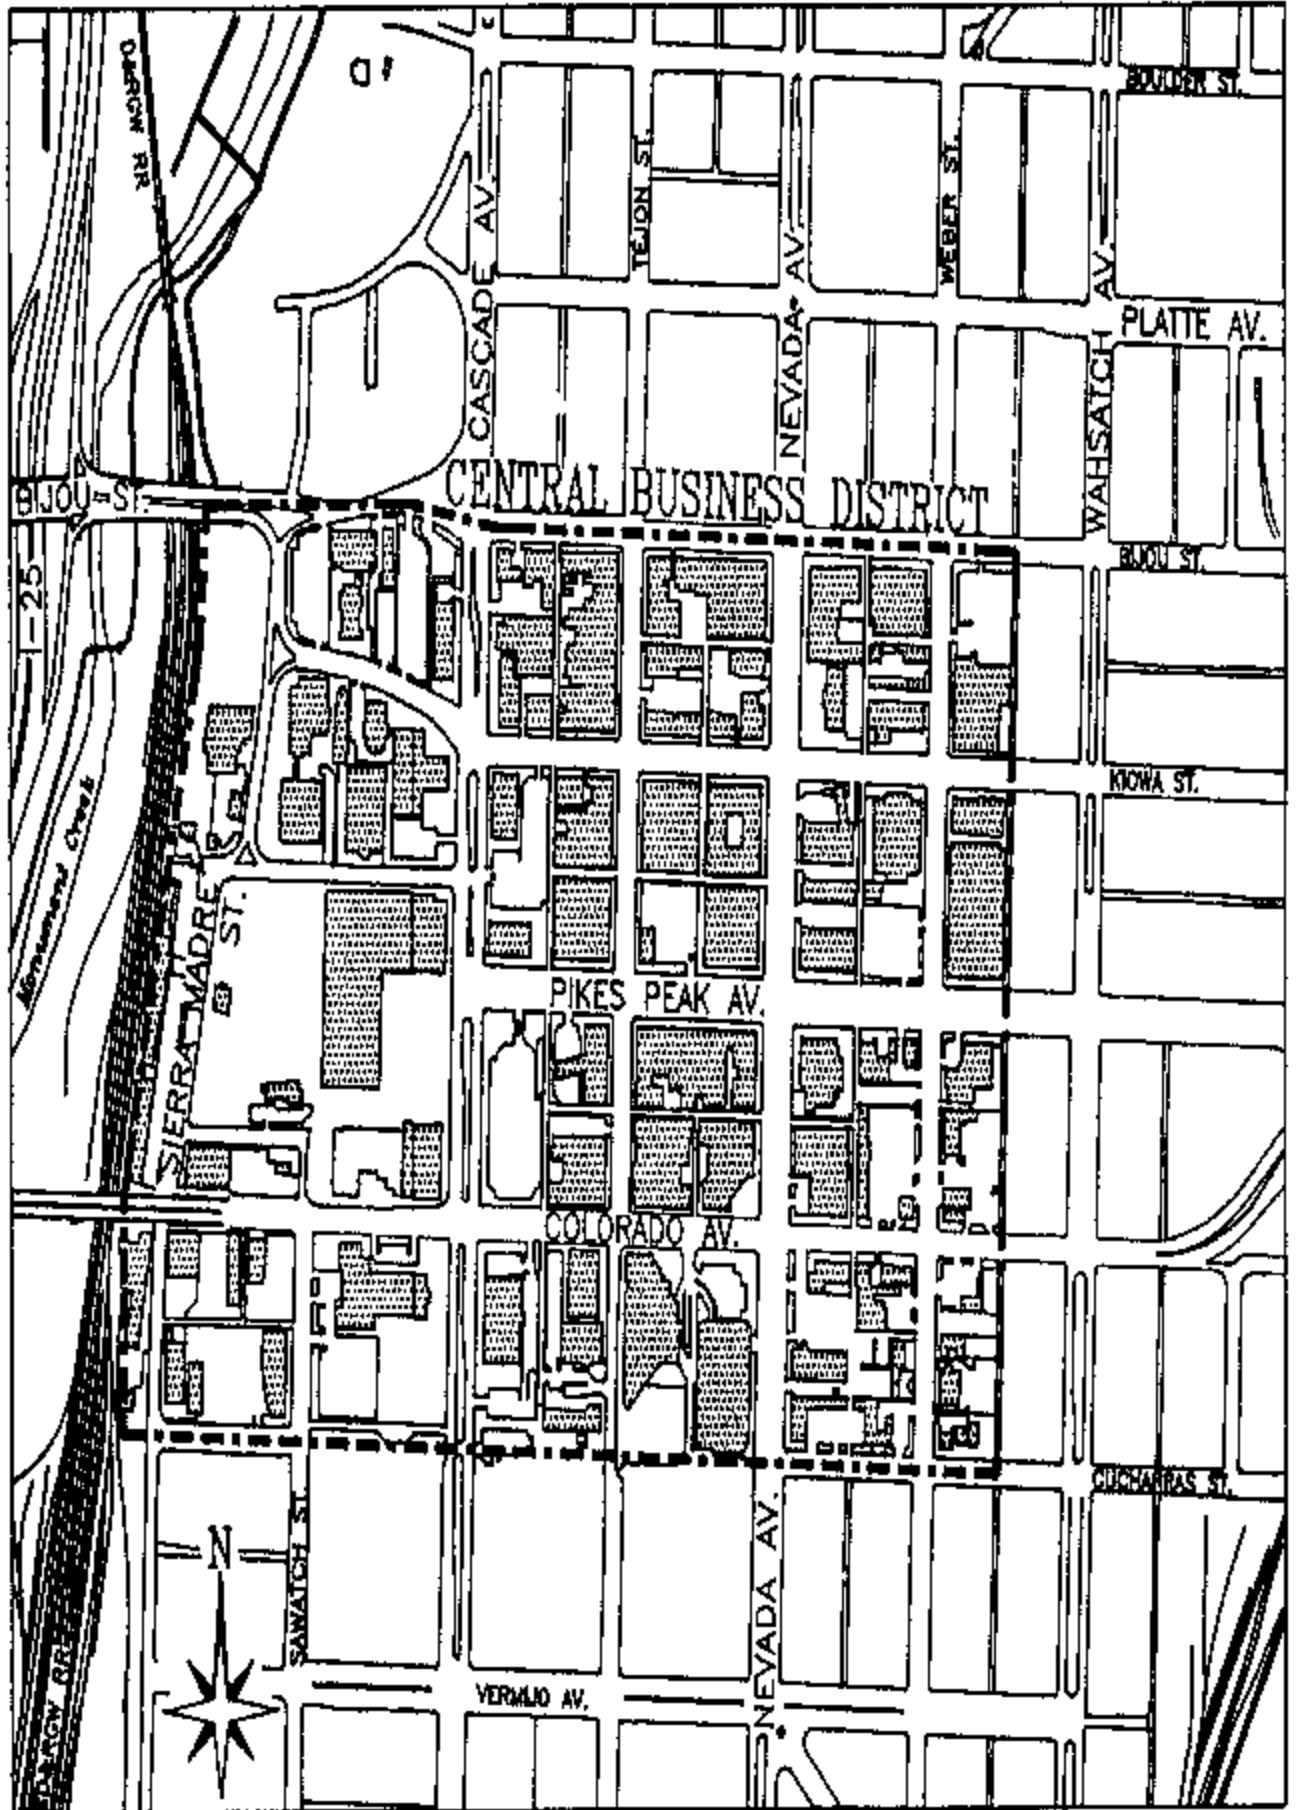 D&RGW RR
BOULDER ST.
CASCADE AV.
TEJON ST.
NEVADA AV.
WEBER ST.
WAHSATCH AV.
PLATTE AV.
CENTRAL BUSINESS DISTRICT
BIJOU ST.
BIJOU ST.
I-25
KIOWA ST.
Monument Creek
SIERRA MADRE ST.
PIKES PEAK AV.
COLORADO AV.
CUCHARRAS ST.
N
SAWATCH ST.
NEVADA AV.
VERMIJO AV.
D&RGW RR